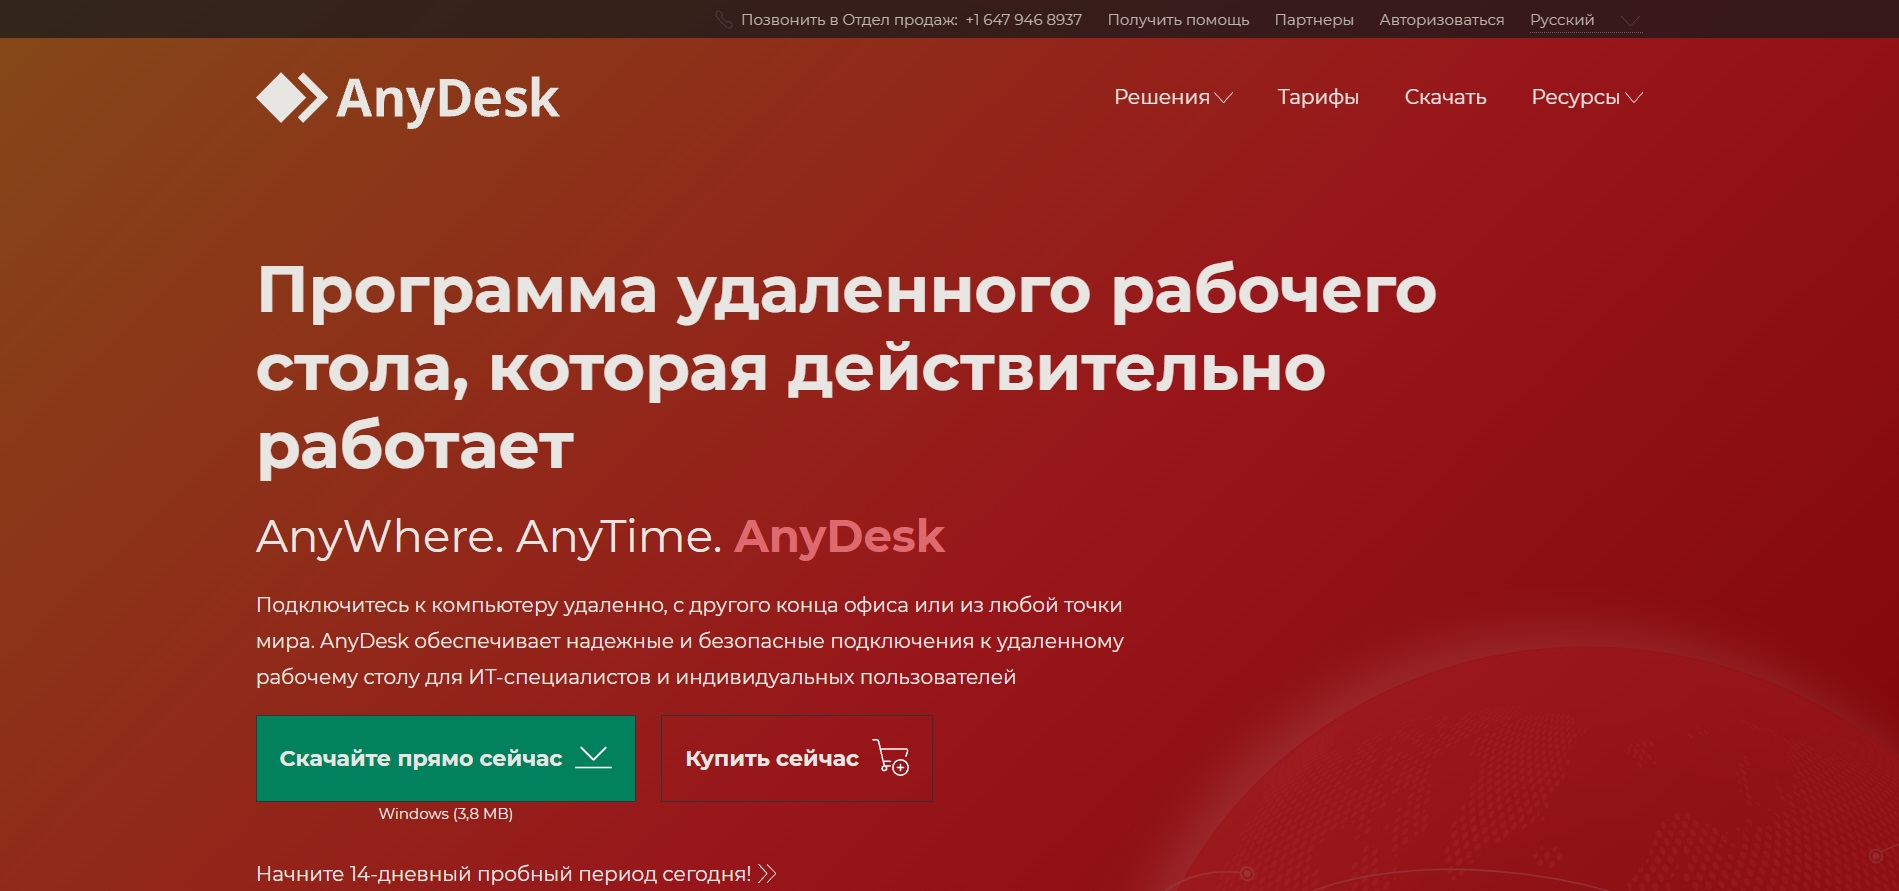 Позвонить в Отдел продаж: +1 647 946 8937 Получить помощь Партнеры Авторизоваться Русский
AnyDesk Решения Тарифы Скачать Ресурсы
Программа удаленного рабочего
стола, которая действительно
работает
AnyWhere. AnyTime. AnyDesk
Подключитесь к компьютеру удаленно, с другого конца офиса или из любой точки
мира. AnyDesk обеспечивает надежные и безопасные подключения к удаленному
рабочему столу для ИТ-специалистов и индивидуальных пользователей
Скачайте прямо сейчас Купить сейчас
Windows (3,8 MB)
Начните 14-дневный пробный период сегодня!